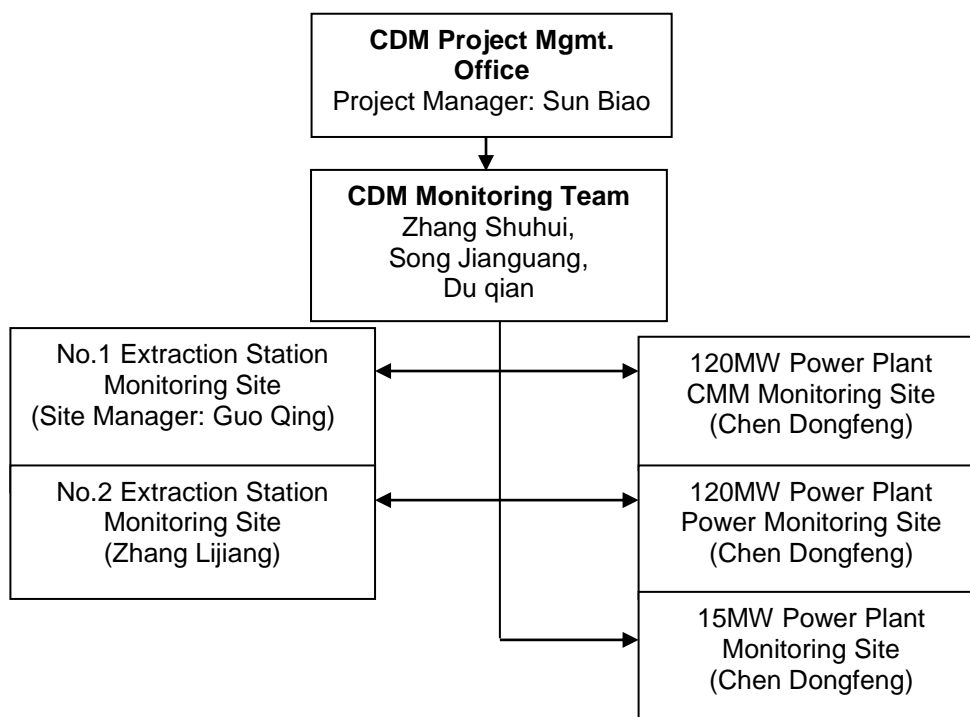 CDM Project Mgmt.
Office
Project Manager: Sun Biao
CDM Monitoring Team
Zhang Shuhui,
Song Jianguang,
Du qian
No.1 Extraction Station
Monitoring Site
(Site Manager: Guo Qing)
No.2 Extraction Station
Monitoring Site
(Zhang Lijiang)
120MW Power Plant
CMM Monitoring Site
(Chen Dongfeng)
120MW Power Plant
Power Monitoring Site
(Chen Dongfeng)
15MW Power Plant
Monitoring Site
(Chen Dongfeng)